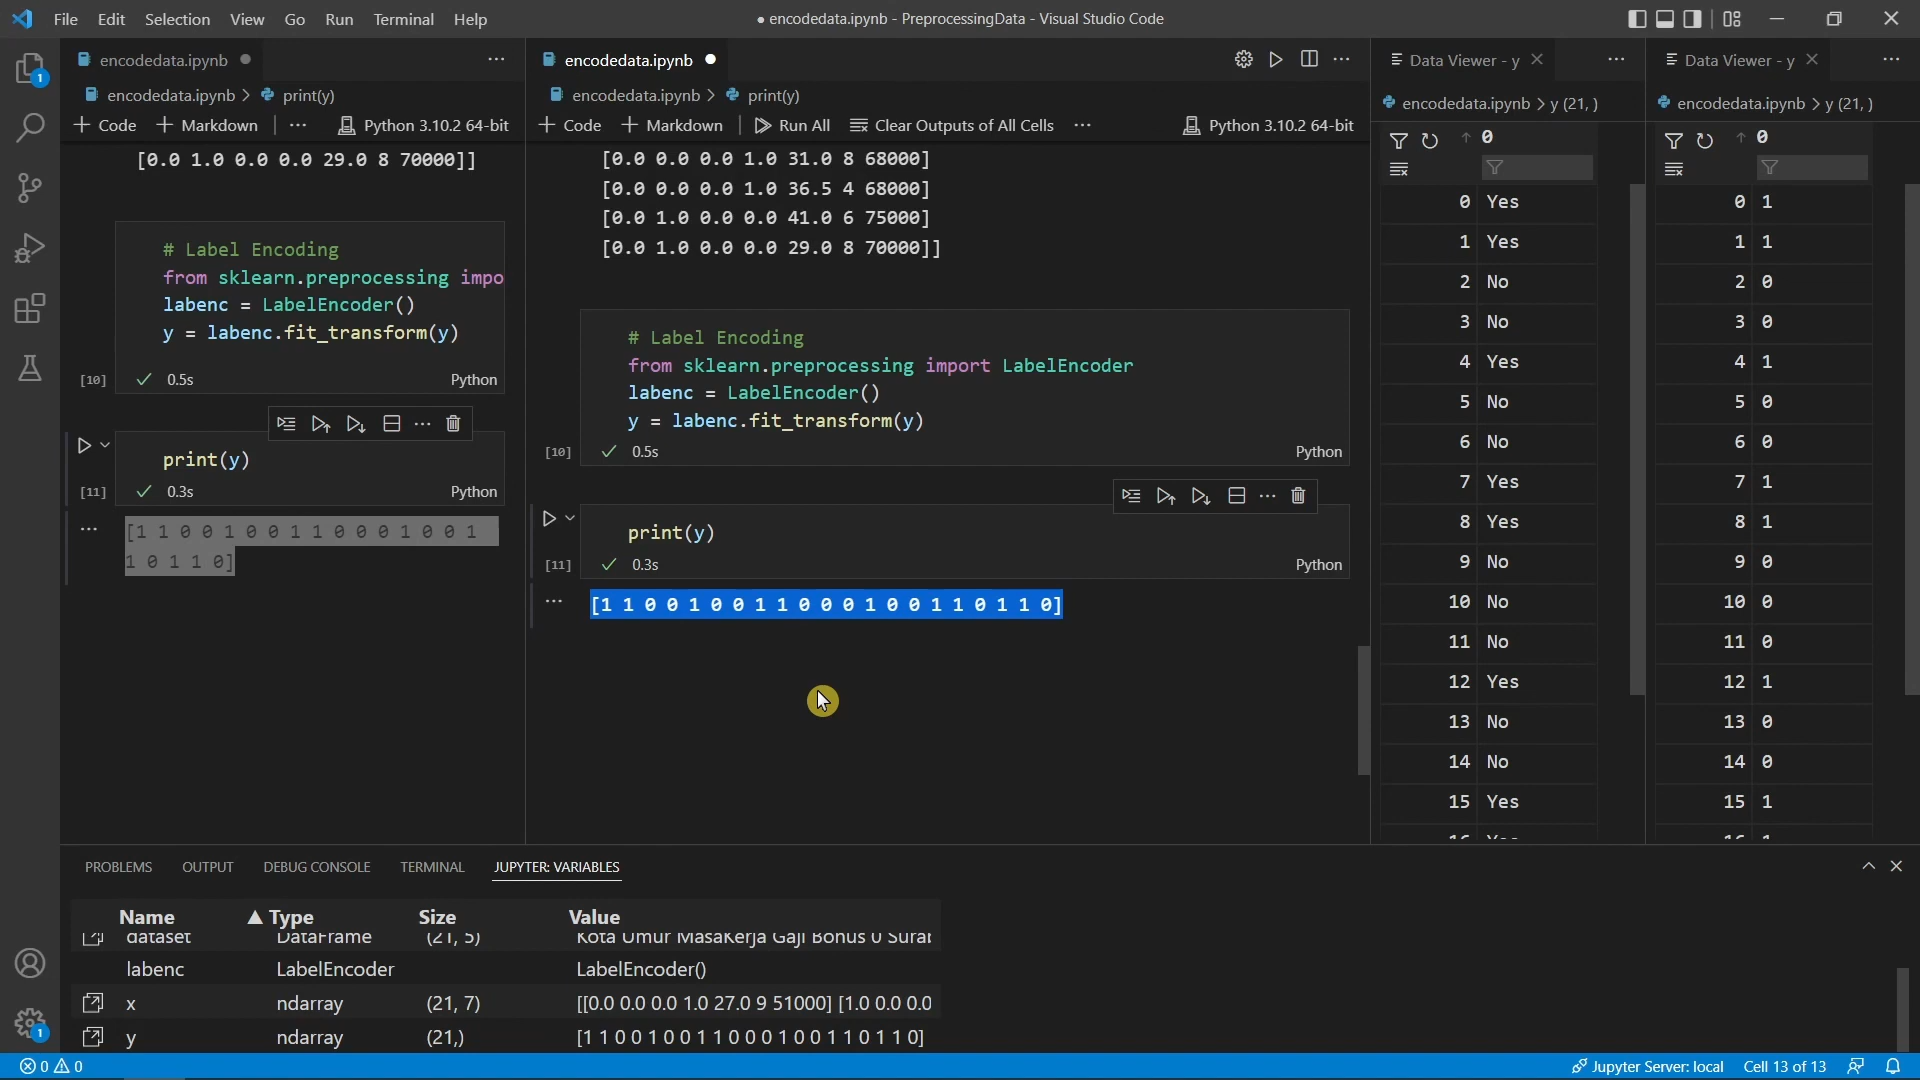 File Edit Selection View Go Run Terminal Help
● encodedata.ipynb - PreprocessingData - Visual Studio Code
encodedata.ipynb ●
encodedata.ipynb > print(y)
+ Code + Markdown | ··· Python 3.10.2 64-bit
[0.0 1.0 0.0 0.0 29.0 8 70000]]
# Label Encoding
from sklearn.preprocessing impo
labenc = LabelEncoder()
y = labenc.fit_transform(y)
[10] 0.5s Python
print(y)
[11] 0.3s Python
[1 1 0 0 1 0 0 1 1 0 0 0 1 0 0 1
1 0 1 1 0]
encodedata.ipynb ●
encodedata.ipynb > print(y)
+ Code + Markdown | Run All Clear Outputs of All Cells ··· Python 3.10.2 64-bit
[0.0 0.0 0.0 1.0 31.0 8 68000]
[0.0 0.0 0.0 1.0 36.5 4 68000]
[0.0 1.0 0.0 0.0 41.0 6 75000]
[0.0 1.0 0.0 0.0 29.0 8 70000]]
# Label Encoding
from sklearn.preprocessing import LabelEncoder
labenc = LabelEncoder()
y = labenc.fit_transform(y)
[10] 0.5s Python
print(y)
[11] 0.3s Python
[1 1 0 0 1 0 0 1 1 0 0 0 1 0 0 1 1 0 1 1 0]
Data Viewer - y
encodedata.ipynb > y (21, )
0
0 Yes
1 Yes
2 No
3 No
4 Yes
5 No
6 No
7 Yes
8 Yes
9 No
10 No
11 No
12 Yes
13 No
14 No
15 Yes
16 Yes
Data Viewer - y
encodedata.ipynb > y (21, )
0
0 1
1 1
2 0
3 0
4 1
5 0
6 0
7 1
8 1
9 0
10 0
11 0
12 1
13 0
14 0
15 1
16 1
PROBLEMS OUTPUT DEBUG CONSOLE TERMINAL JUPYTER: VARIABLES
Name ▲ Type Size Value
dataset DataFrame (21, 5) Kota Umur MasaKerja Gaji Bonus 0 Surab
labenc LabelEncoder LabelEncoder()
x ndarray (21, 7) [[0.0 0.0 0.0 1.0 27.0 9 51000] [1.0 0.0 0.0
y ndarray (21,) [1 1 0 0 1 0 0 1 1 0 0 0 1 0 0 1 1 0 1 1 0]
1
1
0 0 Jupyter Server: local Cell 13 of 13